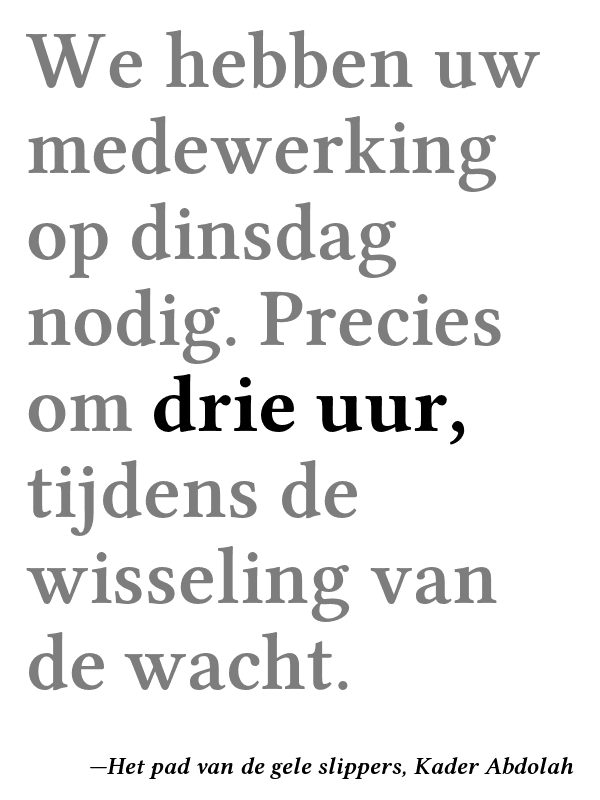 We hebben uw
medewerking
op dinsdag
nodig. Precies
om drie uur,
tijdens de
wisseling van
de wacht.
—Het pad van de gele slippers, Kader Abdolah